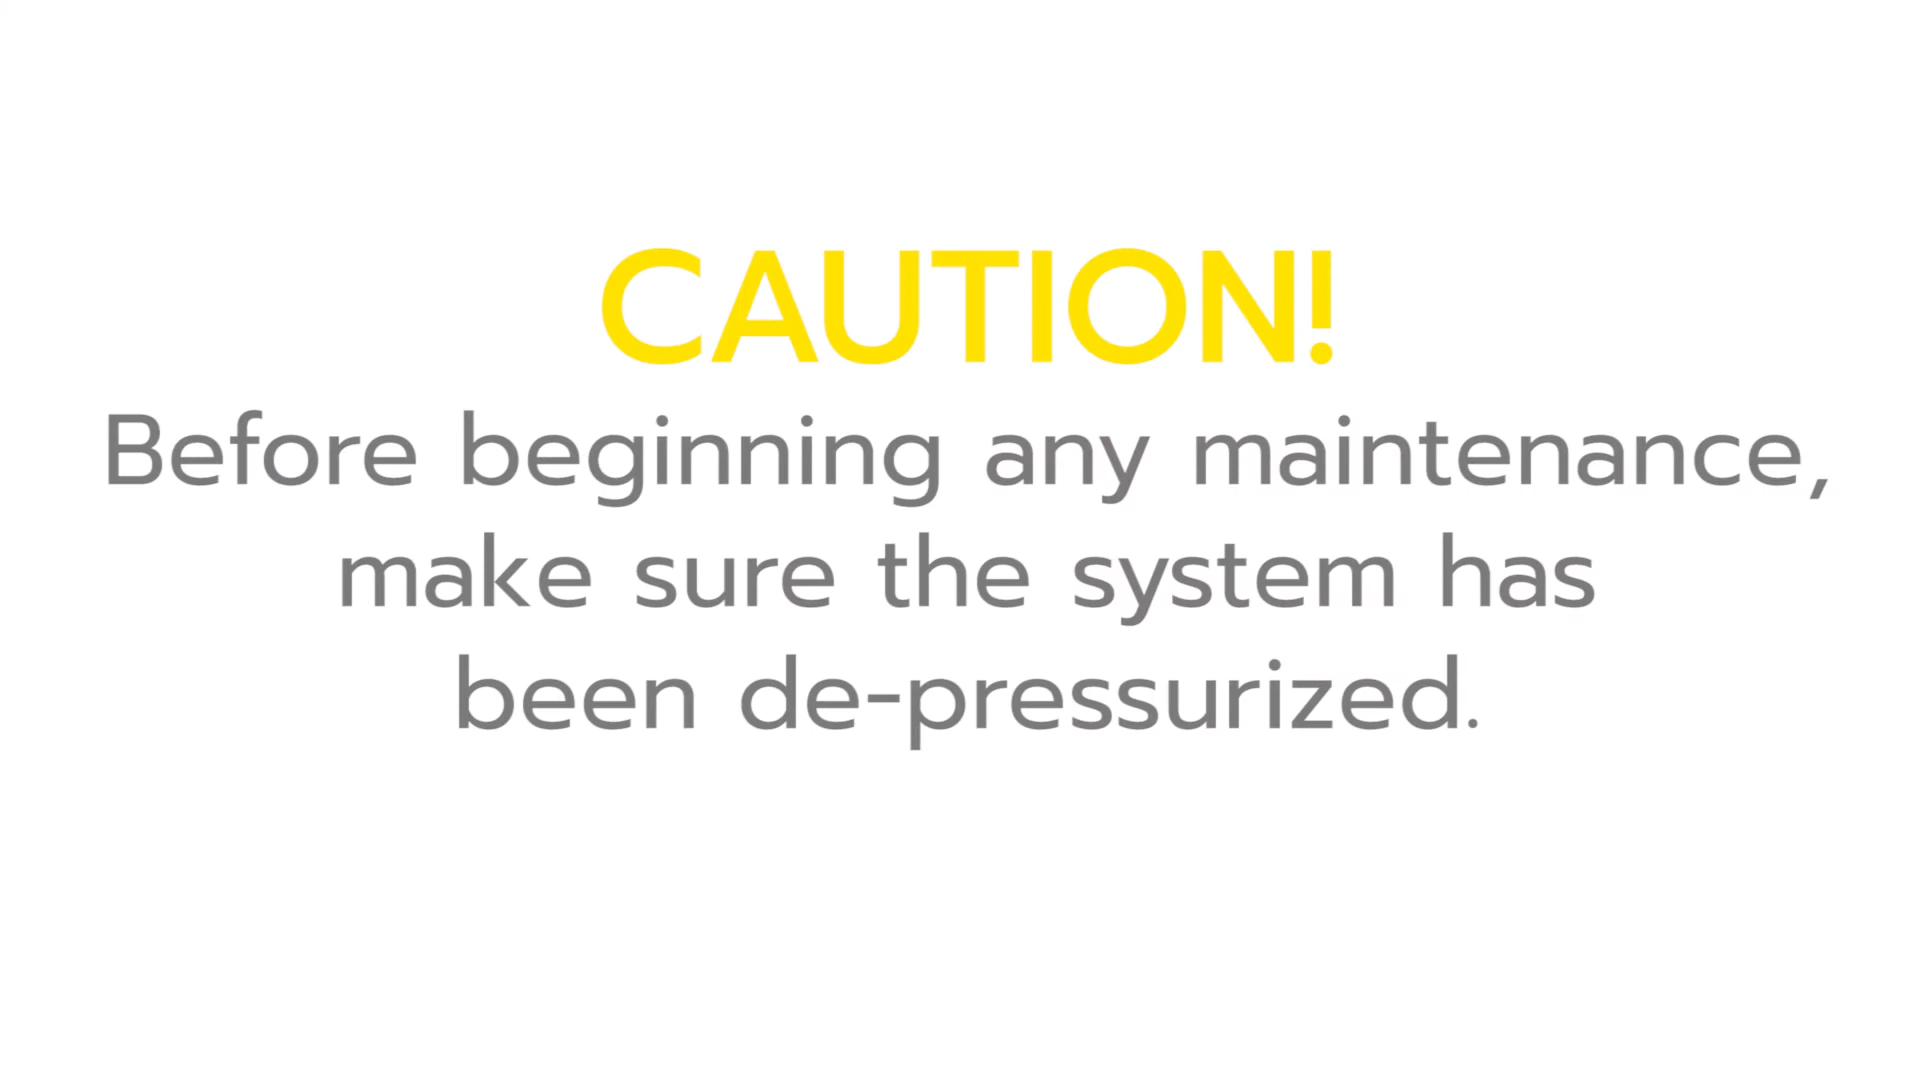 CAUTION!
Before beginning any maintenance,
make sure the system has
been de-pressurized.